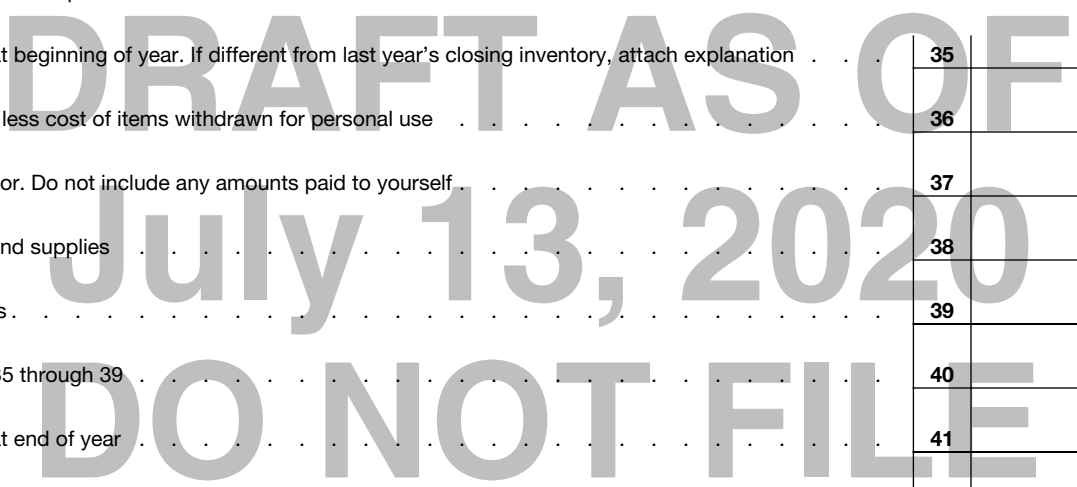 DRAFT AS OF
at beginning of year. If different from last year's closing inventory, attach explanation . . . 35
less cost of items withdrawn for personal use . . . . . . . . . . . . . . 36
or. Do not include any amounts paid to yourself . . . . . . . . . . . . . . 37
July 13, 2020
nd supplies . . . . . . . . . . . . . . . . . . . . . . . . 38
s . . . . . . . . . . . . . . . . . . . . . . . . . . . . 39
35 through 39 . . . . . . . . . . . . . . . . . . . . . . . . 40
DO NOT FILE
at end of year . . . . . . . . . . . . . . . . . . . . . . . . 41